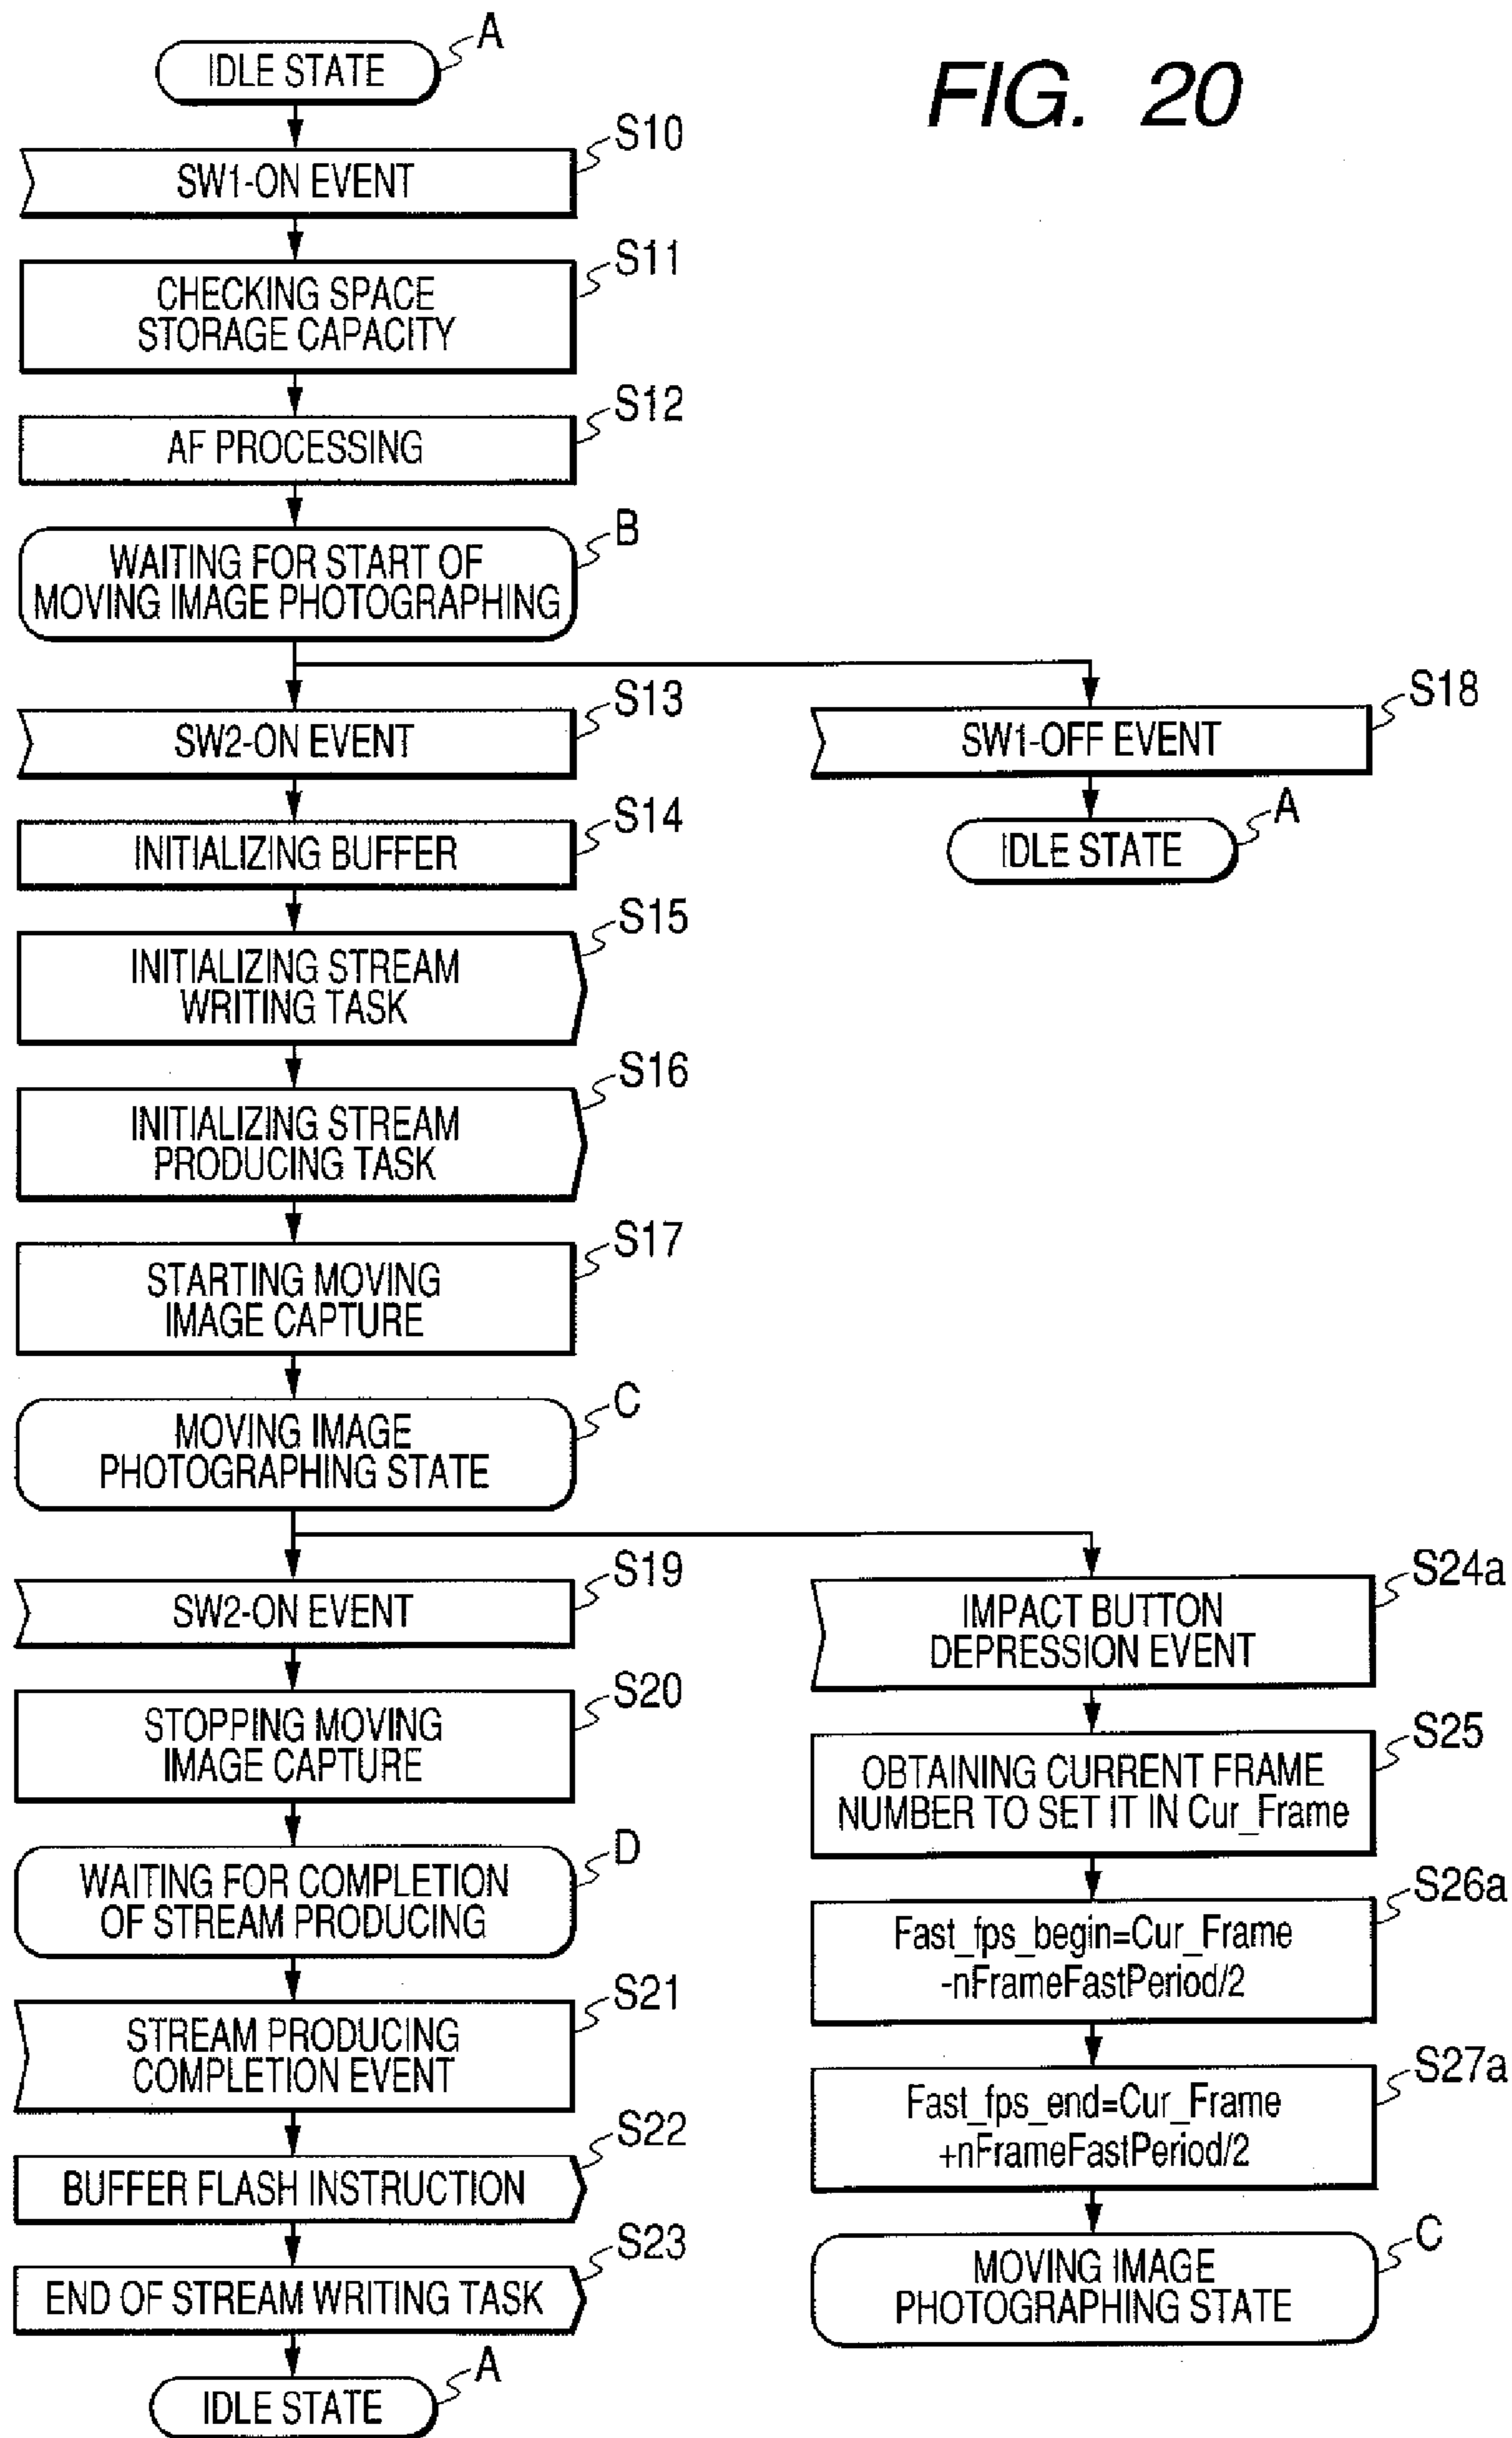 FIG. 20
IDLE STATE
A
SW1-ON EVENT
S10
CHECKING SPACE
STORAGE CAPACITY
S11
AF PROCESSING
S12
WAITING FOR START OF
MOVING IMAGE PHOTOGRAPHING
B
SW2-ON EVENT
S13
SW1-OFF EVENT
S18
INITIALIZING BUFFER
S14
IDLE STATE
A
INITIALIZING STREAM
WRITING TASK
S15
INITIALIZING STREAM
PRODUCING TASK
S16
STARTING MOVING
IMAGE CAPTURE
S17
MOVING IMAGE
PHOTOGRAPHING STATE
C
SW2-ON EVENT
S19
STOPPING MOVING
IMAGE CAPTURE
S20
WAITING FOR COMPLETION
OF STREAM PRODUCING
D
STREAM PRODUCING
COMPLETION EVENT
S21
BUFFER FLASH INSTRUCTION
S22
END OF STREAM WRITING TASK
S23
IDLE STATE
A
IMPACT BUTTON
DEPRESSION EVENT
S24a
OBTAINING CURRENT FRAME
NUMBER TO SET IT IN Cur_Frame
S25
Fast_fps_begin=Cur_Frame
-nFrameFastPeriod/2
S26a
Fast_fps_end=Cur_Frame
+nFrameFastPeriod/2
S27a
MOVING IMAGE
PHOTOGRAPHING STATE
C